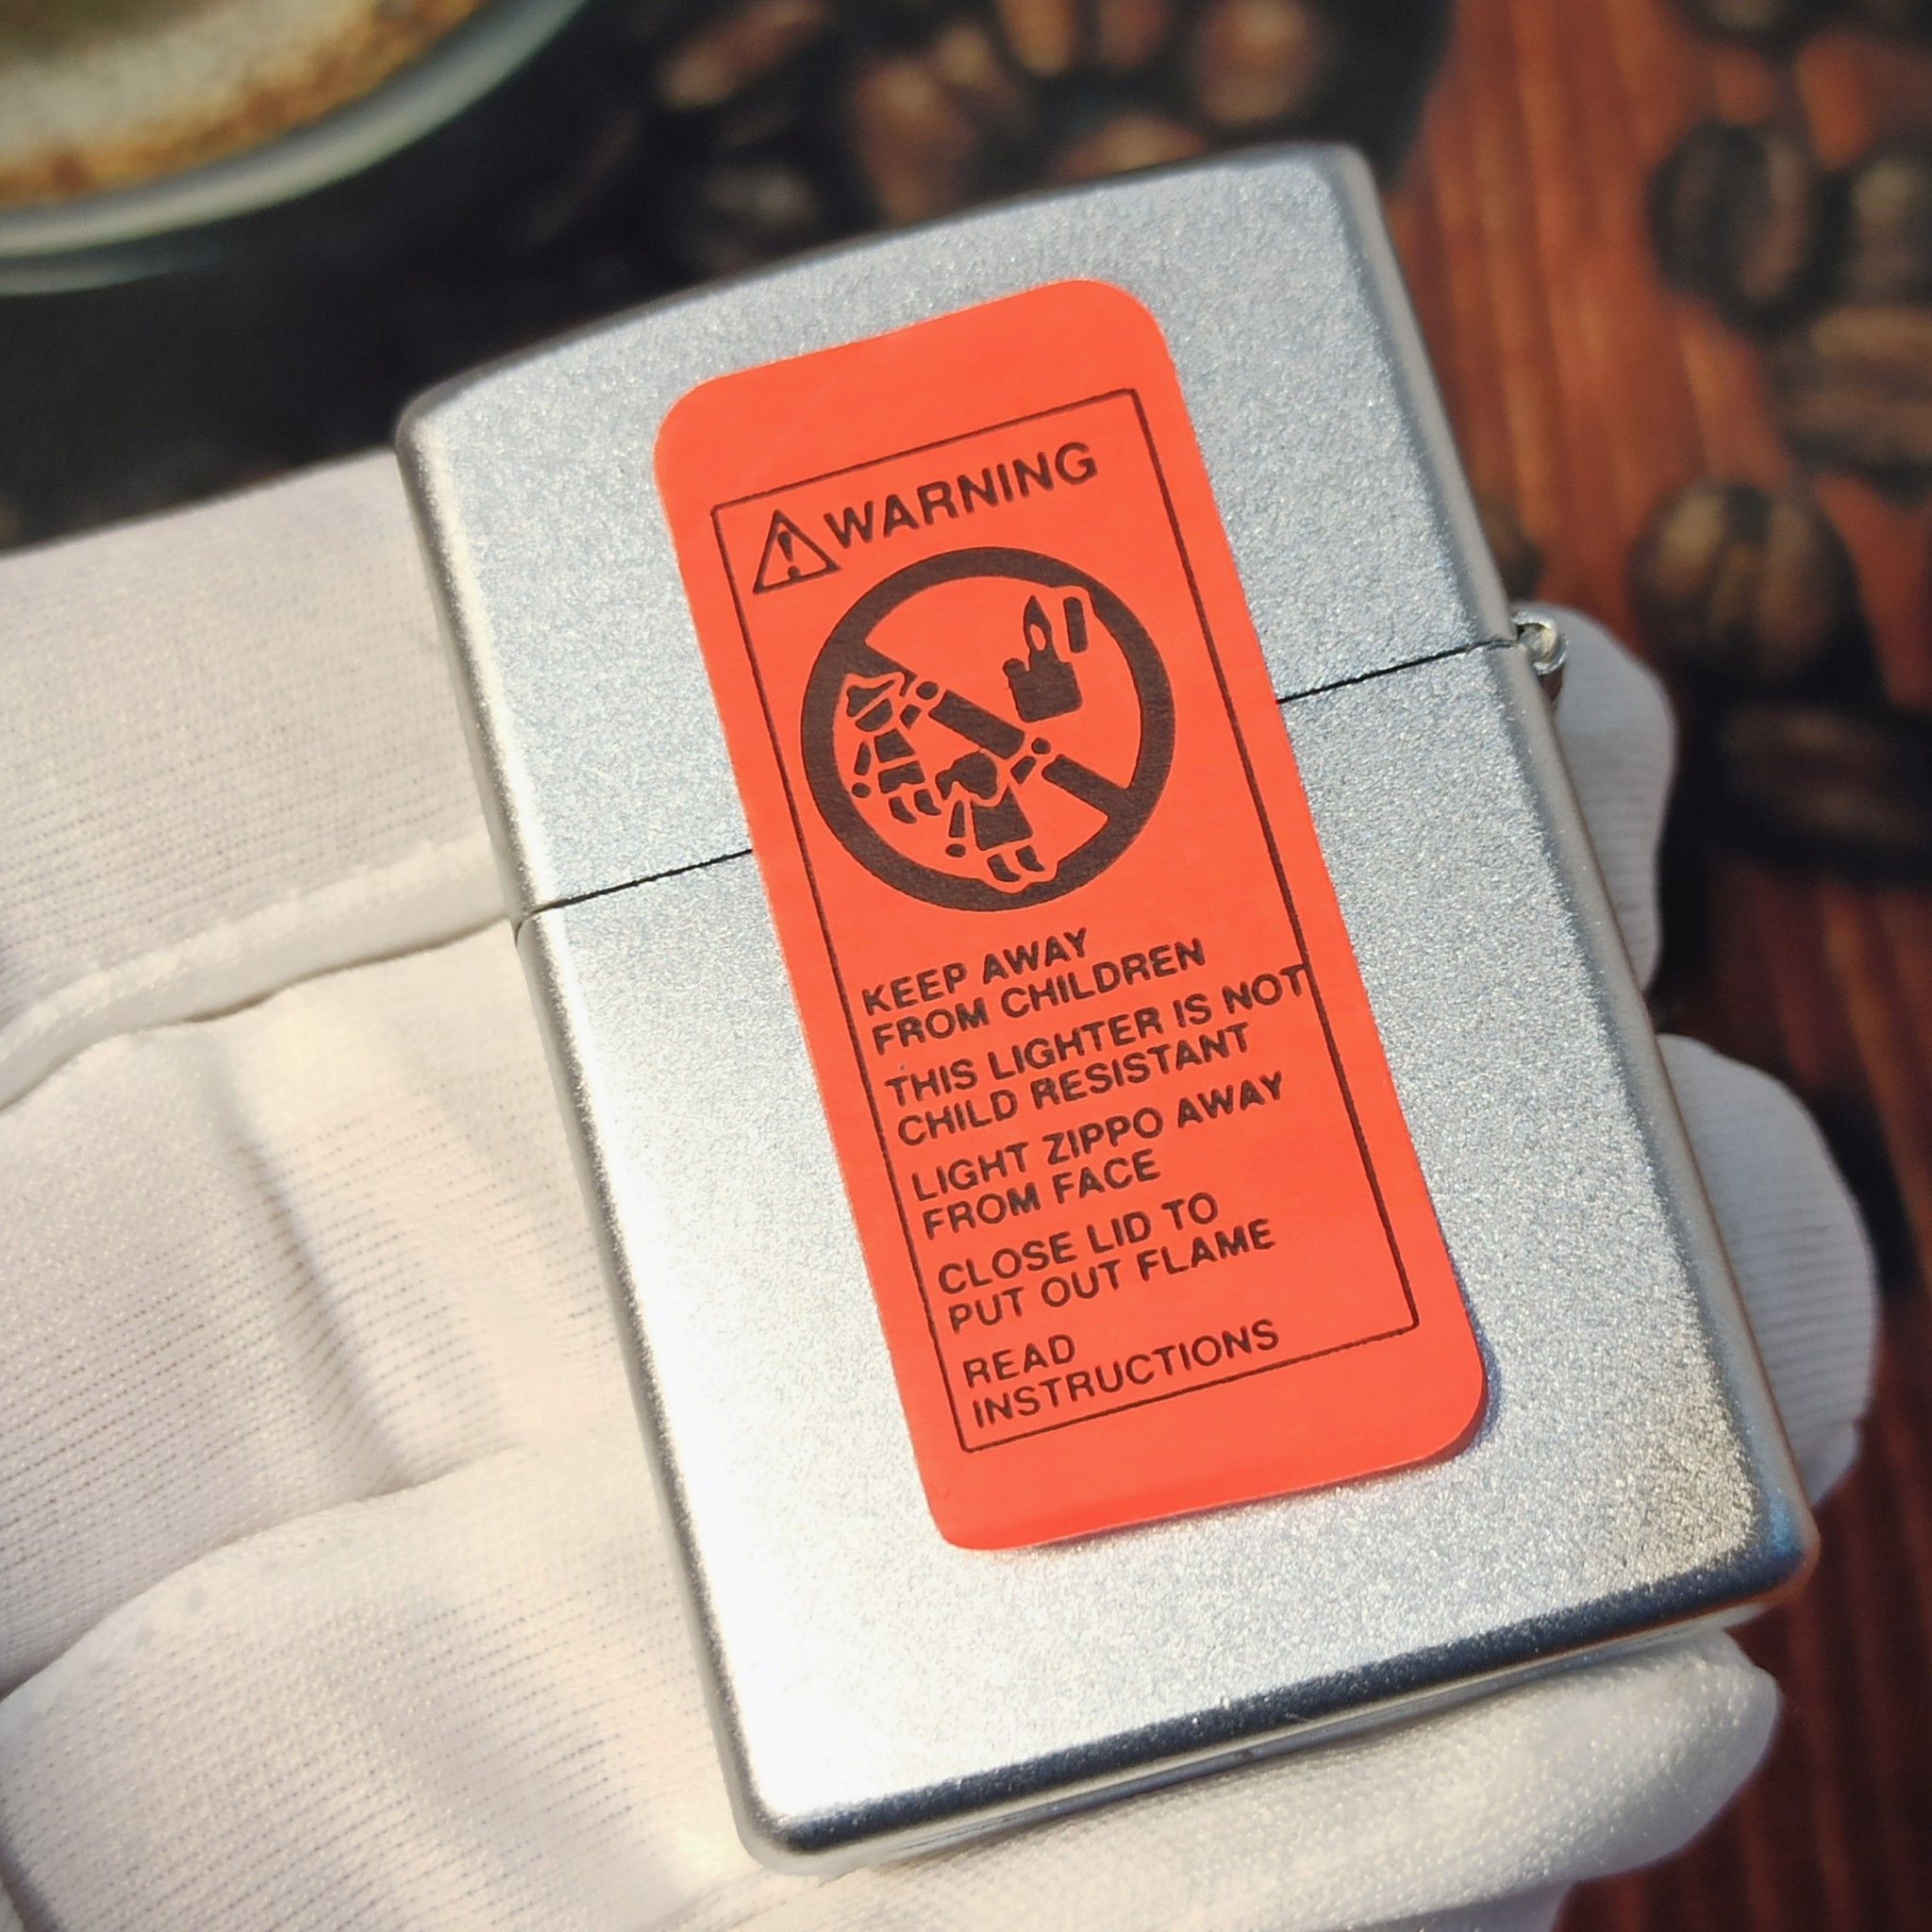 WARNING
KEEP AWAY
FROM CHILDREN
THIS LIGHTER IS NOT
CHILD RESISTANT
LIGHT ZIPPO AWAY
FROM FACE
CLOSE LID TO
PUT OUT FLAME
READ
INSTRUCTIONS